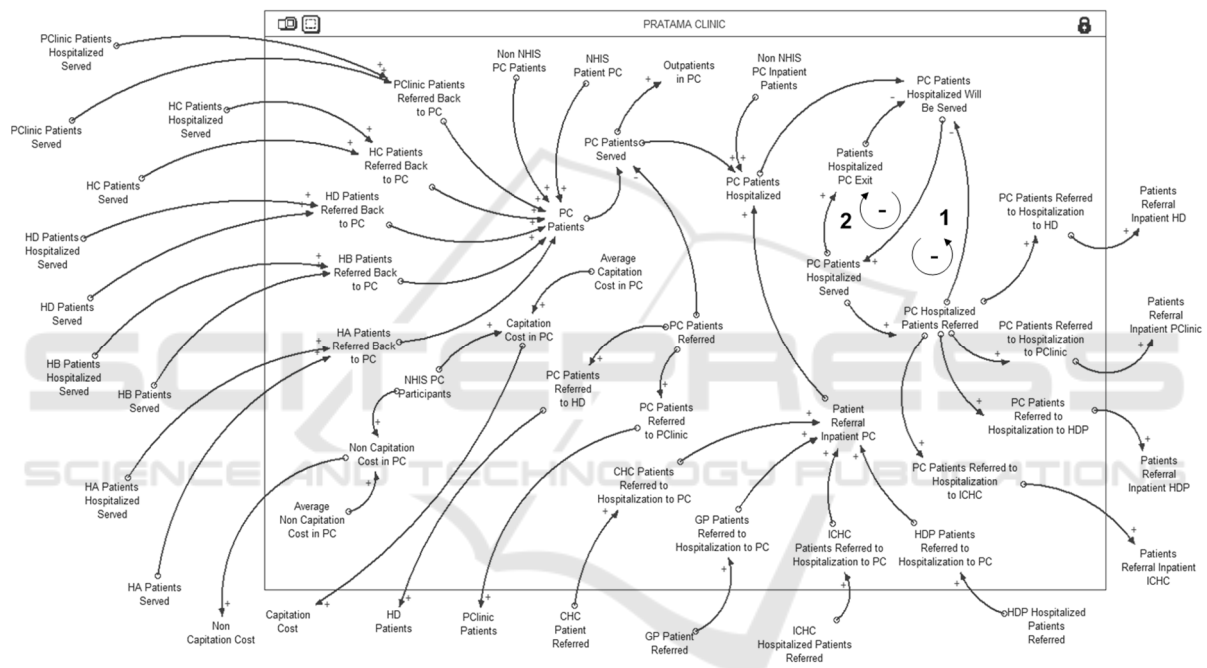 PRATAMA CLINIC
PClinic Patients
Hospitalized
Served
PClinic Patients
Served
HC Patients
Hospitalized
Served
HC Patients
Served
HD Patients
Hospitalized
Served
HD Patients
Served
HB Patients
Hospitalized
Served
HB Patients
Served
HA Patients
Hospitalized
Served
HA Patients
Served
PClinic Patients
Referred Back
to PC
HC Patients
Referred Back
to PC
HD Patients
Referred Back
to PC
HB Patients
Referred Back
to PC
HA Patients
Referred Back
to PC
Non NHIS
PC Patients
NHIS
Patient PC
Outpatients
in PC
PC Patients
Served
PC
Patients
Average
Capitation
Cost in PC
Capitation
Cost in PC
NHIS PC
Participants
Non Capitation
Cost in PC
Average
Non Capitation
Cost in PC
PC Patients
Referred
PC Patients
Referred
to HD
PC Patients
Referred
to PClinic
Non NHIS
PC Inpatient
Patients
PC Patients
Hospitalized
PC Patients
Hospitalized Will
Be Served
Patients
Hospitalized
PC Exit
2
-
1
-
PC Patients
Hospitalized
Served
PC Hospitalized
Patients Referred
PC Patients Referred
to Hospitalization
to HD
Patients
Referral
Inpatient HD
PC Patients Referred
to Hospitalization
to PClinic
Patients
Referral
Inpatient PClinic
PC Patients
Referred to
Hospitalization to HDP
Patients
Referral
Inpatient HDP
PC Patients Referred to
Hospitalization
to ICHC
Patients
Referral Inpatient
ICHC
Patient
Referral
Inpatient PC
CHC Patients
Referred to
Hospitalization to PC
GP Patients
Referred to
Hospitalization to PC
ICHC
Patients Referred to
Hospitalization to PC
HDP Patients
Referred to
Hospitalization to PC
Non
Capitation Cost
Capitation
Cost
HD
Patients
PClinic
Patients
CHC
Patient
Referred
GP Patient
Referred
ICHC
Hospitalized Patients
Referred
HDP Hospitalized
Patients
Referred
SCITEPRESS
SCIENCE AND TECHNOLOGY PUBLICATIONS